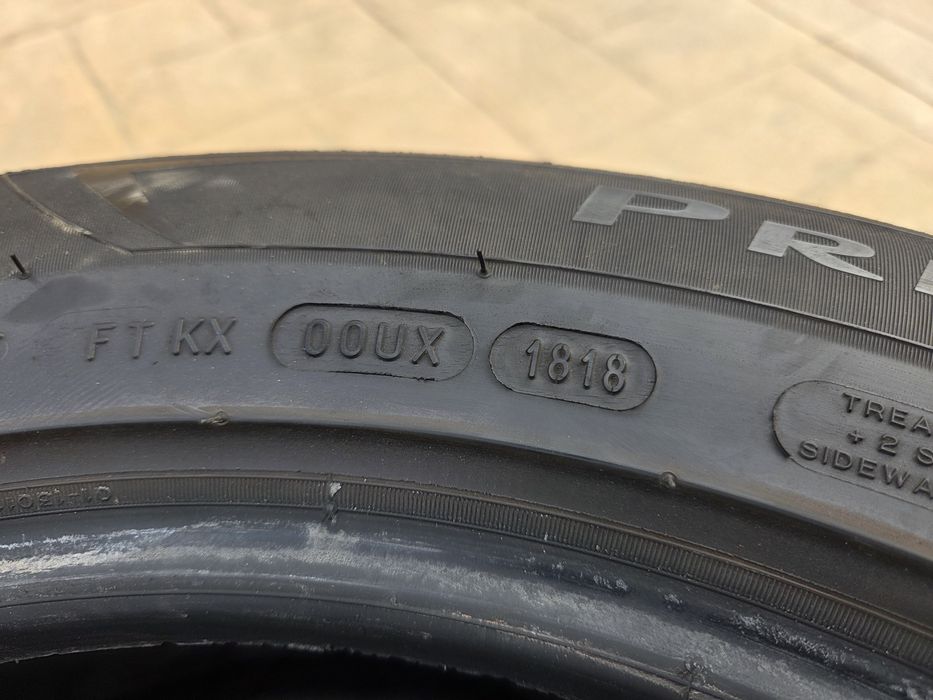 PR
FT KX 00UX 1818
TREA
+ 2 S
SIDEWA